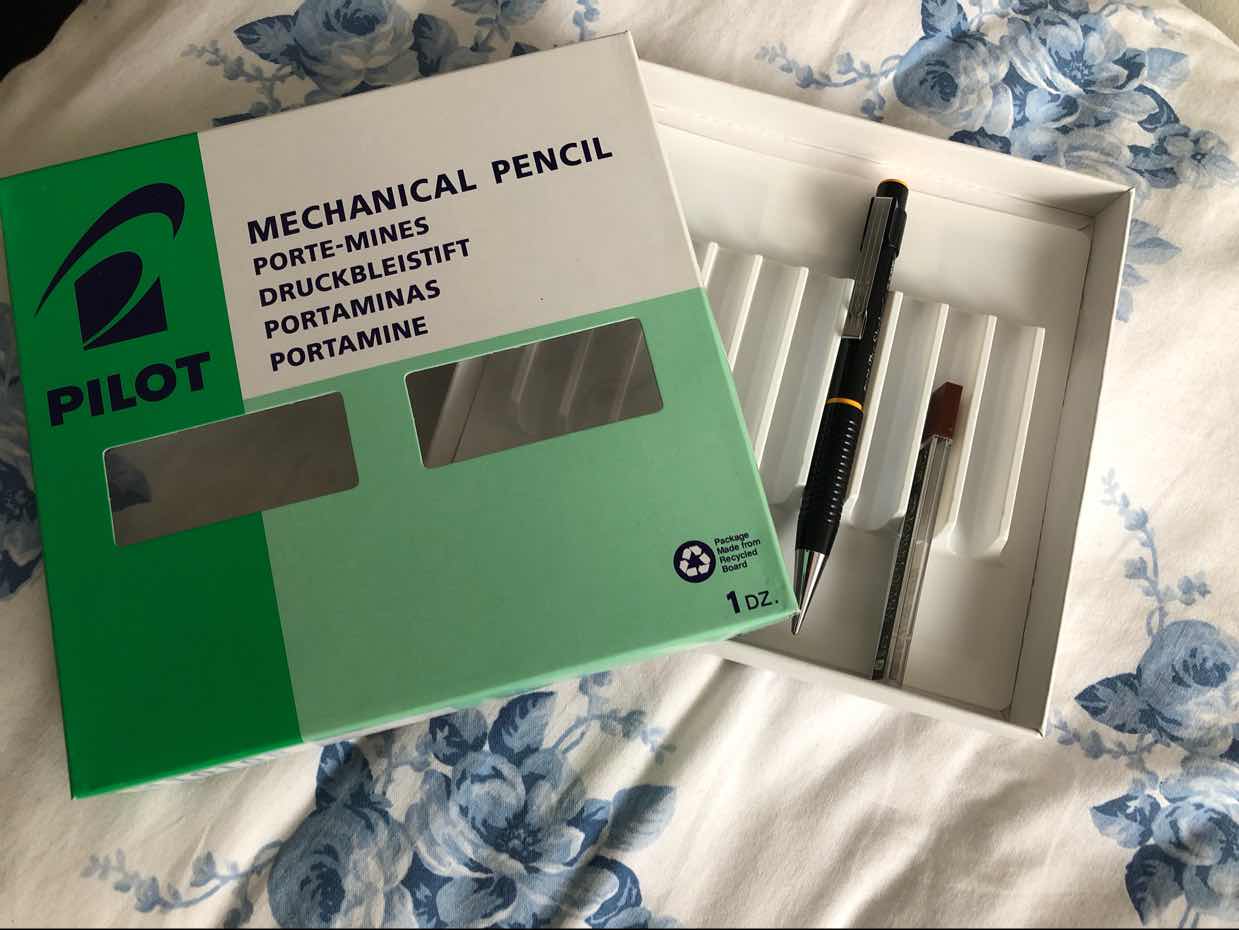 PILOT
MECHANICAL PENCIL
PORTE-MINES
DRUCKBLEISTIFT
PORTAMINAS
PORTAMINE
Package
Made from
Recycled
Board
1 DZ.